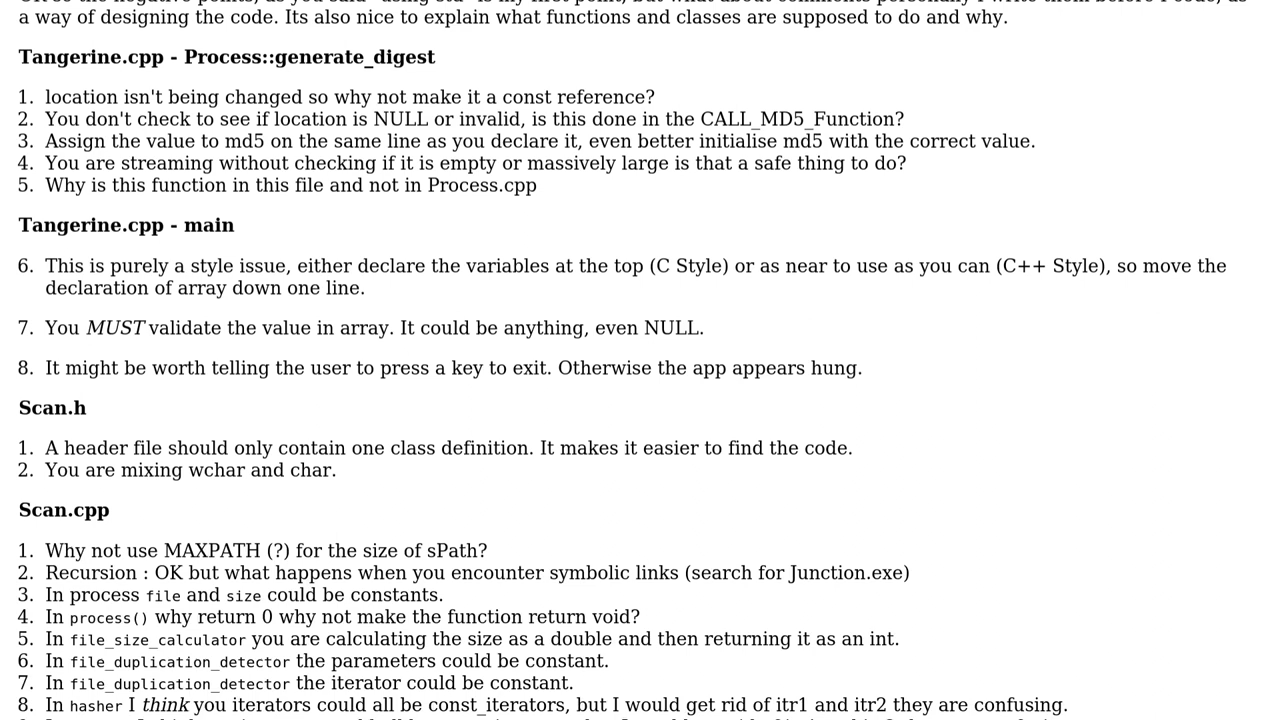 a way of designing the code. Its also nice to explain what functions and classes are supposed to do and why.
Tangerine.cpp - Process::generate_digest
1. location isn't being changed so why not make it a const reference?
2. You don't check to see if location is NULL or invalid, is this done in the CALL_MD5_Function?
3. Assign the value to md5 on the same line as you declare it, even better initialise md5 with the correct value.
4. You are streaming without checking if it is empty or massively large is that a safe thing to do?
5. Why is this function in this file and not in Process.cpp
Tangerine.cpp - main
6. This is purely a style issue, either declare the variables at the top (C Style) or as near to use as you can (C++ Style), so move the
declaration of array down one line.
7. You MUST validate the value in array. It could be anything, even NULL.
8. It might be worth telling the user to press a key to exit. Otherwise the app appears hung.
Scan.h
1. A header file should only contain one class definition. It makes it easier to find the code.
2. You are mixing wchar and char.
Scan.cpp
1. Why not use MAXPATH (?) for the size of sPath?
2. Recursion : OK but what happens when you encounter symbolic links (search for Junction.exe)
3. In process file and size could be constants.
4. In process() why return 0 why not make the function return void?
5. In file_size_calculator you are calculating the size as a double and then returning it as an int.
6. In file_duplication_detector the parameters could be constant.
7. In file_duplication_detector the iterator could be constant.
8. In hasher I think you iterators could all be const_iterators, but I would get rid of itr1 and itr2 they are confusing.